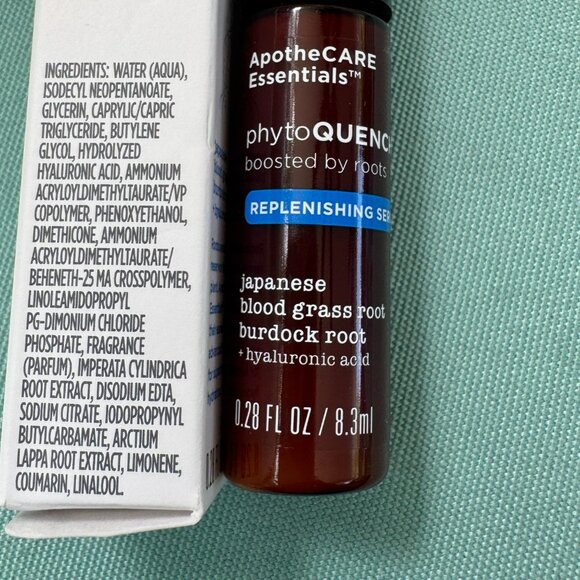 INGREDIENTS: WATER (AQUA),
ISODECYL NEOPENTANOATE,
GLYCERIN, CAPRYLIC/CAPRIC
TRIGLYCERIDE, BUTYLENE
GLYCOL, HYDROLYZED
HYALURONIC ACID, AMMONIUM
ACRYLOYLDIMETHYLTAURATE/VP
COPOLYMER, PHENOXYETHANOL,
DIMETHICONE, AMMONIUM
ACRYLOYLDIMETHYLTAURATE/
BEHENETH-25 MA CROSSPOLYMER,
LINOLEAMIDOPROPYL
PG-DIMONIUM CHLORIDE
PHOSPHATE, FRAGRANCE
(PARFUM), IMPERATA CYLINDRICA
ROOT EXTRACT, DISODIUM EDTA,
SODIUM CITRATE, IODOPROPYNYL
BUTYLCARBAMATE, ARCTIUM
LAPPA ROOT EXTRACT, LIMONENE,
COUMARIN, LINALOOL.
ApotheCARE
Essentials™
phytoQUENCH
boosted by roots
REPLENISHING SER
japanese
blood grass root
burdock root
+ hyaluronic acid
0.28 FL OZ / 8.3ml